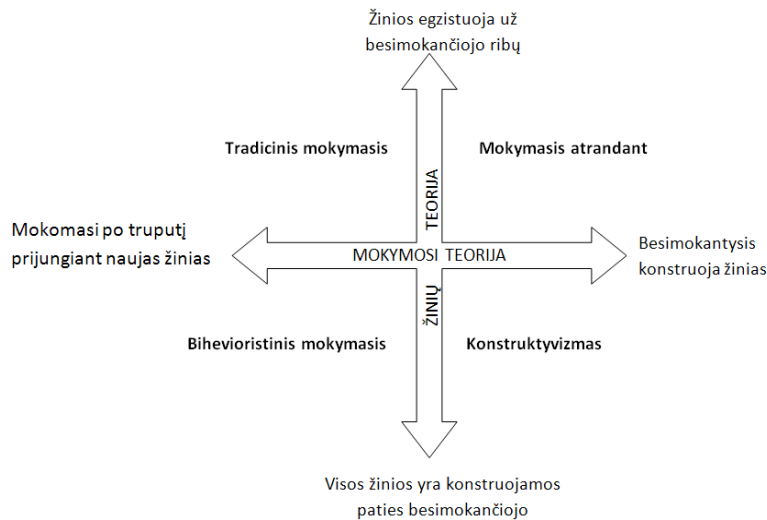 Žinios egzistuoja už
besimokančiojo ribų
Tradicinis mokymasis
Mokymasis atrandant
TEORIJA
Mokomasi po truputį
prijungiant naujas žinias
MOKYMOSI TEORIJA
Besimokantysis
konstruoja žinias
ŽINIŲ
Bihevioristinis mokymasis
Konstruktyvizmas
Visos žinios yra konstruojamos
paties besimokančiojo